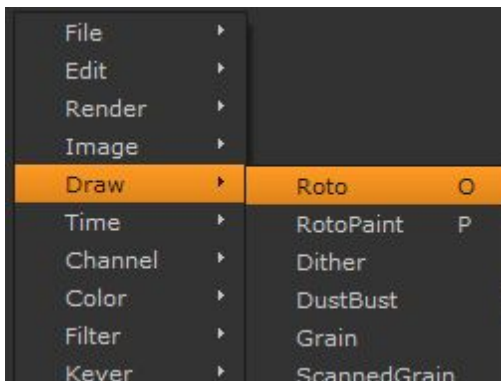 File
Edit
Render
Image
Draw
Time
Channel
Color
Filter
Keyer
Roto O
RotoPaint P
Dither
DustBust
Grain
ScannedGrain